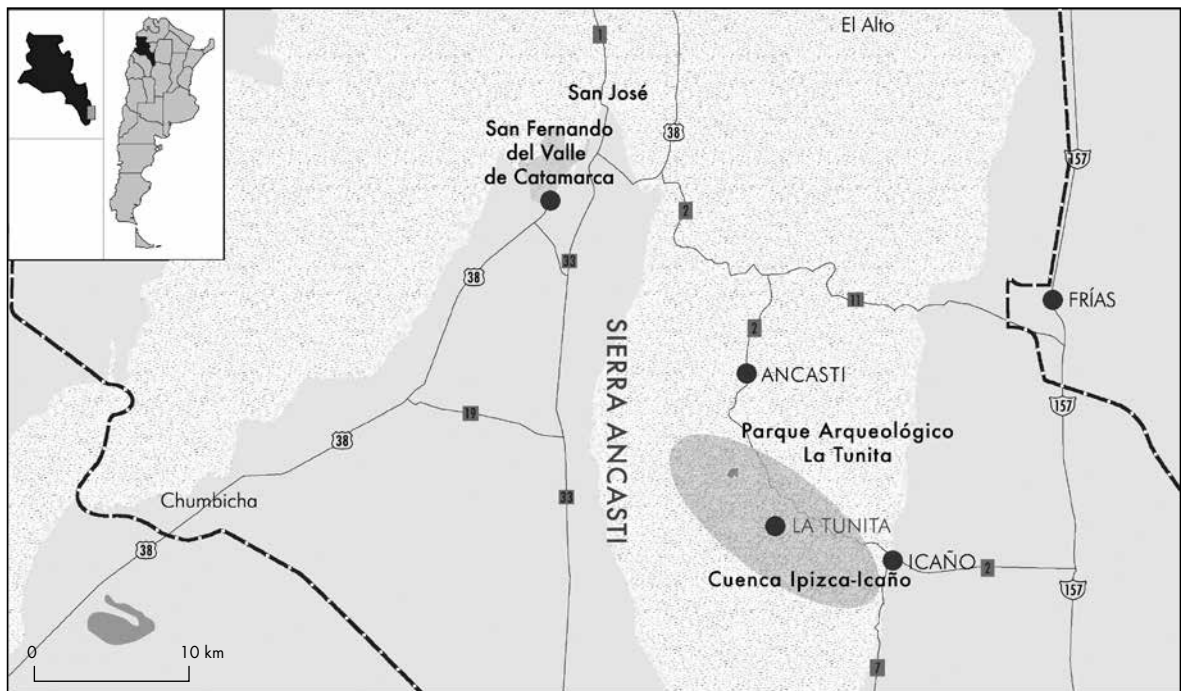 El Alto
1
San José
38
San Fernando
del Valle
de Catamarca
157
2
33
38
11
FRÍAS
2
SIERRA ANCASTI
ANCASTI
157
19
38
Parque Arqueológico
La Tunita
Chumbicha
33
LA TUNITA
38
ICAÑO
2
Cuenca Ipizca-Icaño
157
0 10 km
7